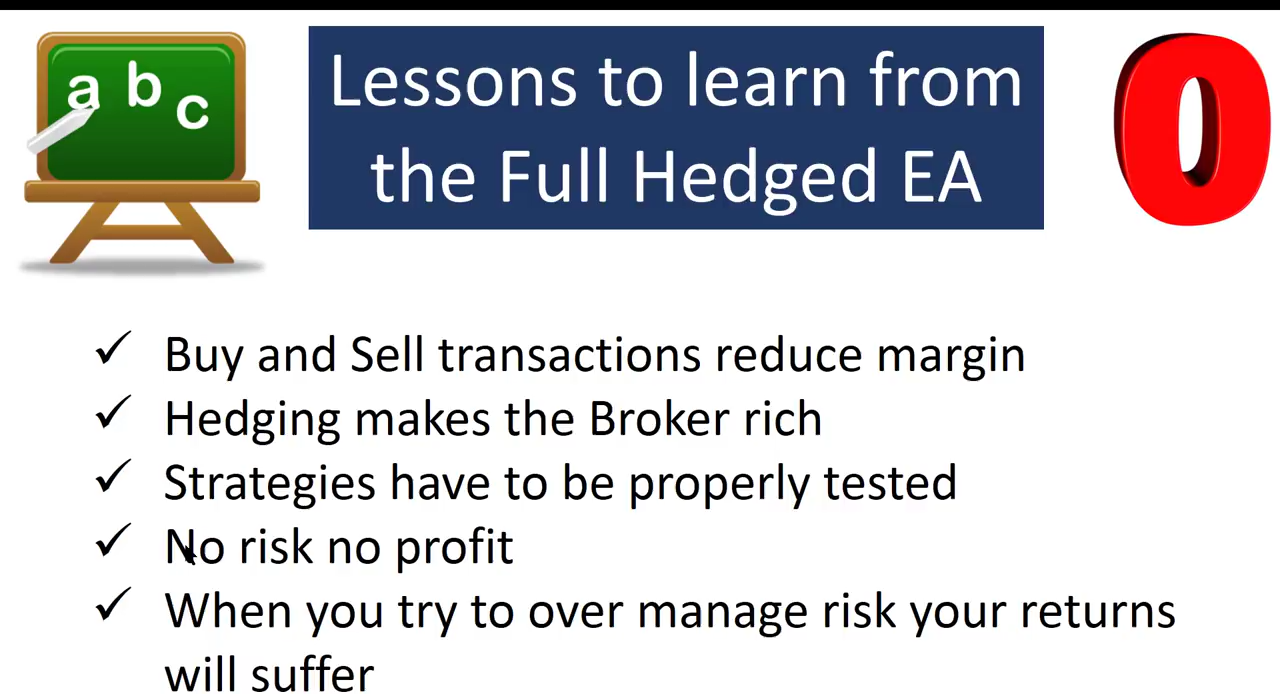 a b c
Lessons to learn from
the Full Hedged EA
0
✓ Buy and Sell transactions reduce margin
✓ Hedging makes the Broker rich
✓ Strategies have to be properly tested
✓ No risk no profit
✓ When you try to over manage risk your returns
will suffer